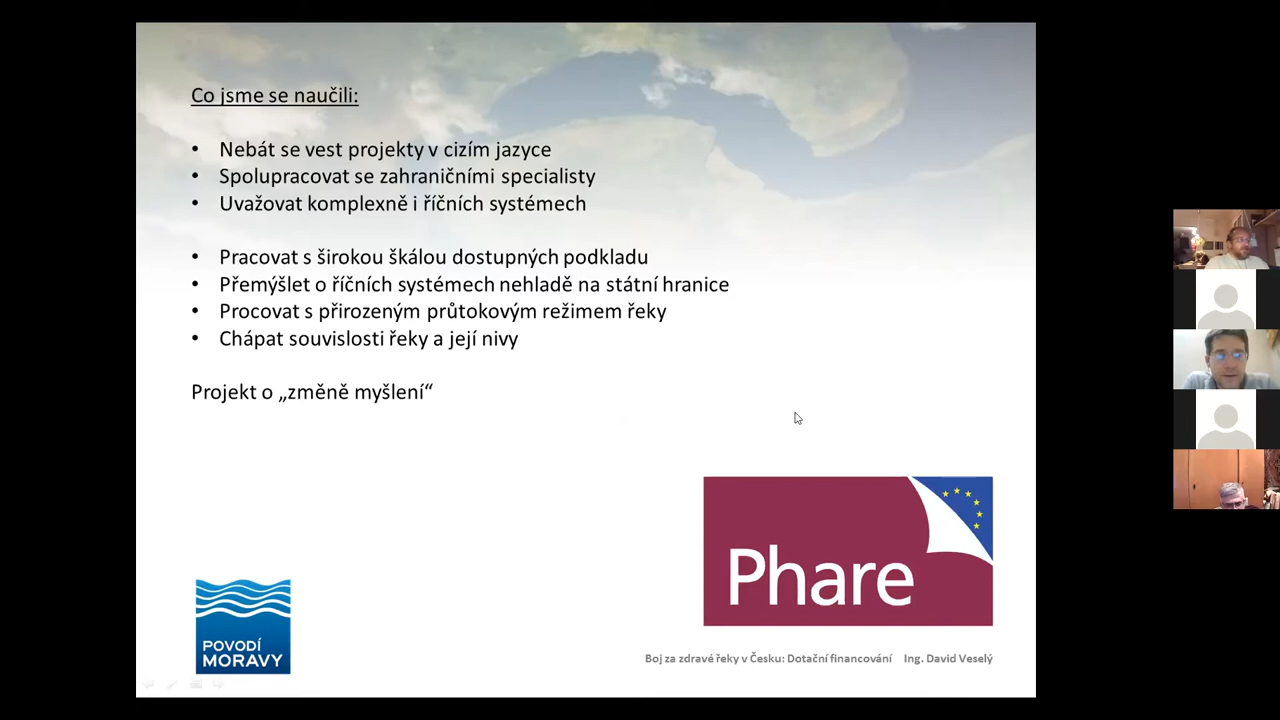 Co jsme se naučili:
• Nebát se vest projekty v cizím jazyce
• Spolupracovat se zahraničními specialisty
• Uvažovat komplexně i říčních systémech
• Pracovat s širokou škálou dostupných podkladu
• Přemýšlet o říčních systémech nehladě na státní hranice
• Procovat s přirozeným průtokovým režimem řeky
• Chápat souvislosti řeky a její nivy
Projekt o „změně myšlení“
Phare
POVODÍ
MORAVY
Boj za zdravé řeky v Česku: Dotační financování Ing. David Veselý